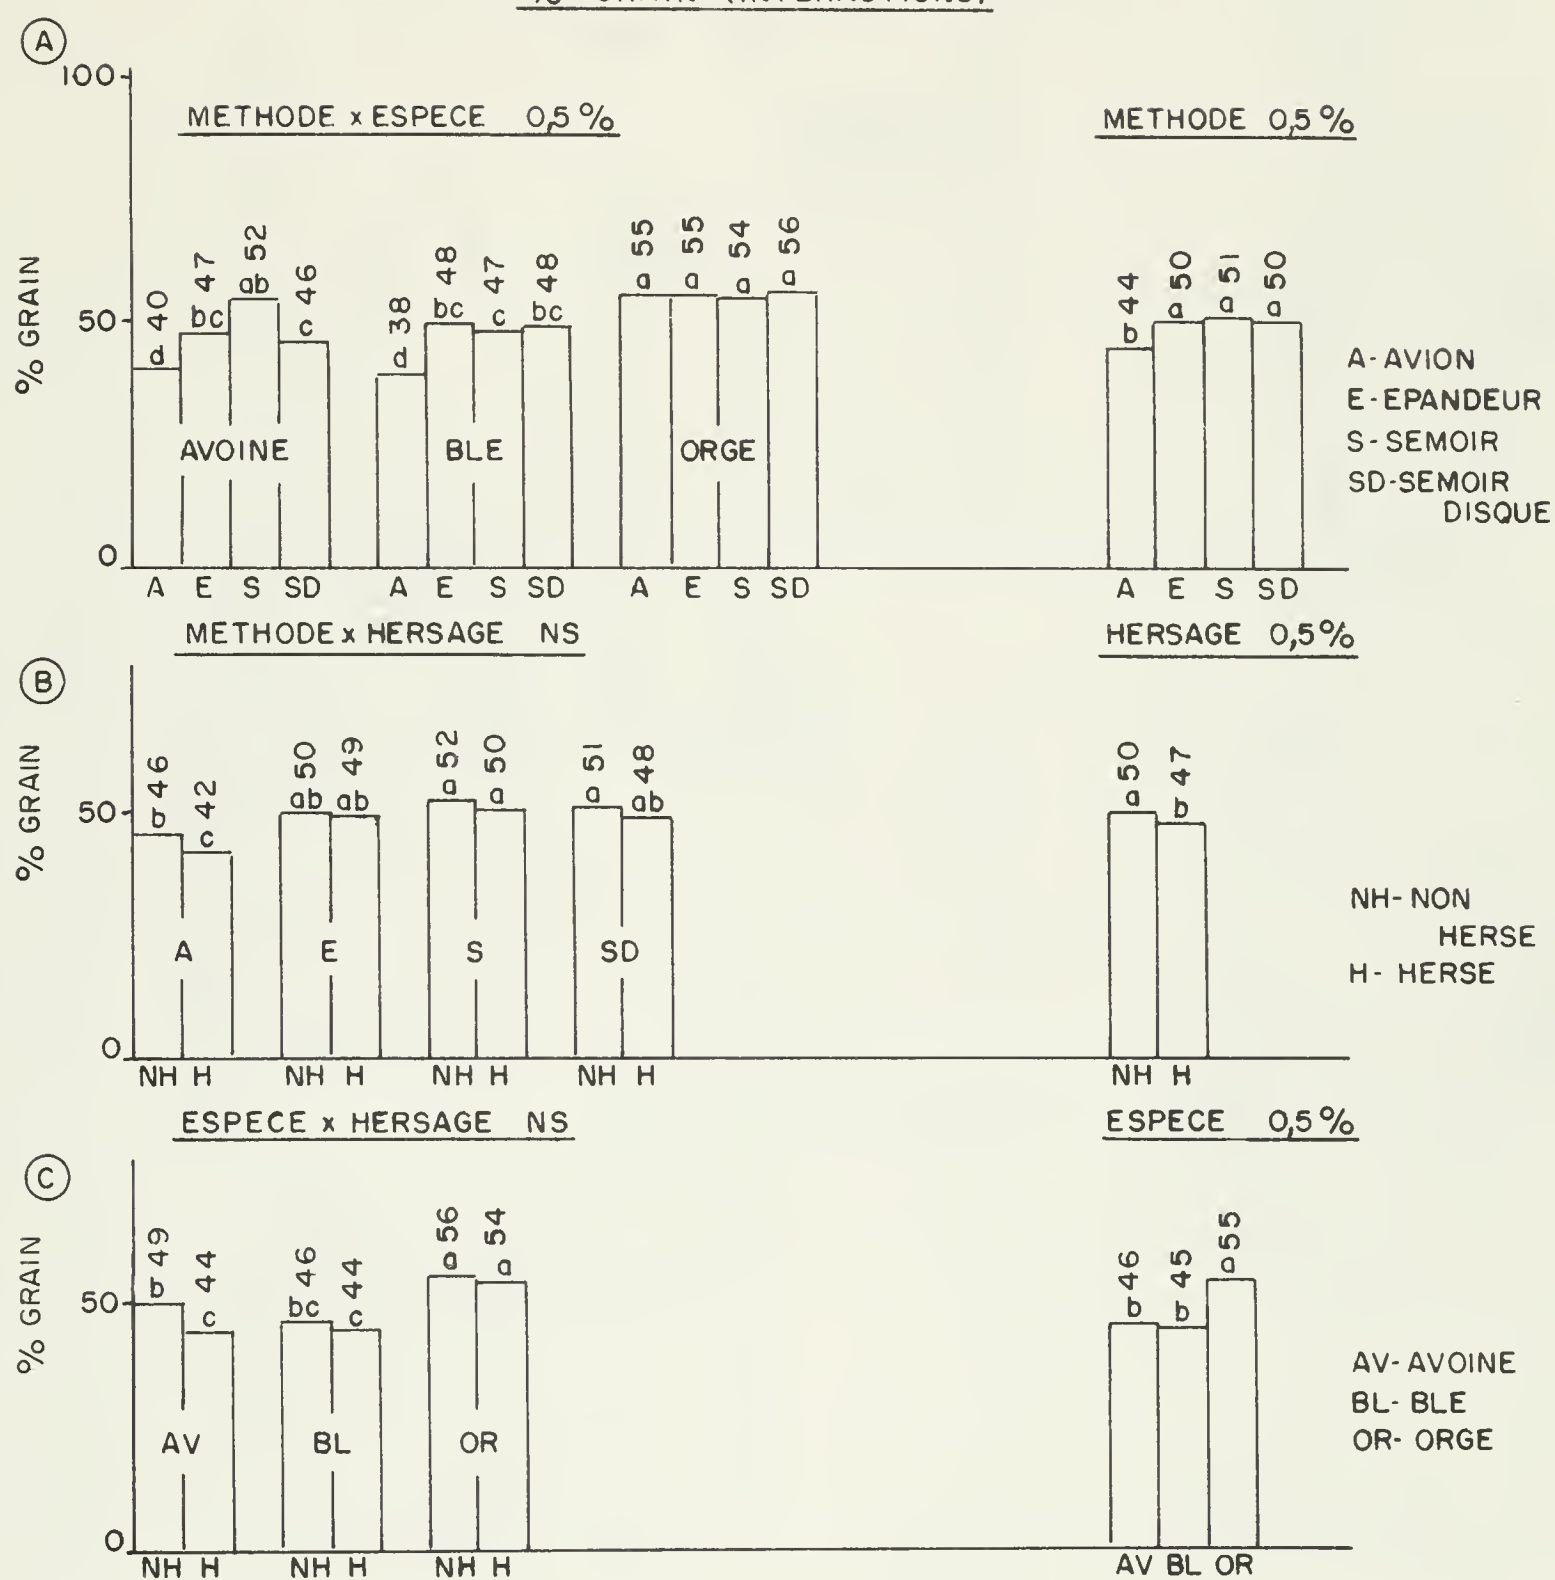 A
100
METHODE x ESPECE 0,5%
METHODE 0,5%
% GRAIN
50
0
d 40
bc 47
ab 52
c 46
d 38
bc 48
c 47
bc 48
a 55
a 55
a 54
a 56
b 44
a 50
a 51
a 50
AVOINE
BLE
ORGE
A-AVION
E-EPANDEUR
S-SEMOIR
SD-SEMOIR
DISQUE
A E S SD A E S SD A E S SD A E S SD
METHODE x HERSAGE NS
HERSAGE 0,5%
B
% GRAIN
50
0
b 46
c 42
ab 50
ab 49
a 52
a 50
a 51
ab 48
a 50
b 47
A
E
S
SD
NH-NON
HERSE
H- HERSE
NH H NH H NH H NH H NH H
ESPECE x HERSAGE NS
ESPECE 0,5%
C
% GRAIN
50
0
b 49
c 44
bc 46
c 44
a 56
a 54
b 46
b 45
a 55
AV
BL
OR
AV-AVOINE
BL-BLE
OR-ORGE
NH H NH H NH H AV BL OR